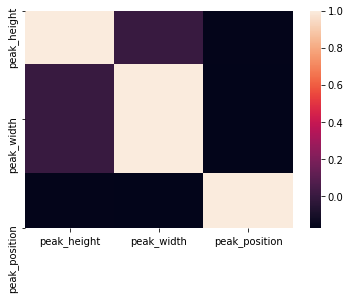 peak_height
peak_width
peak_position
peak_height
peak_width
peak_position
1.0
0.8
0.6
0.4
0.2
0.0